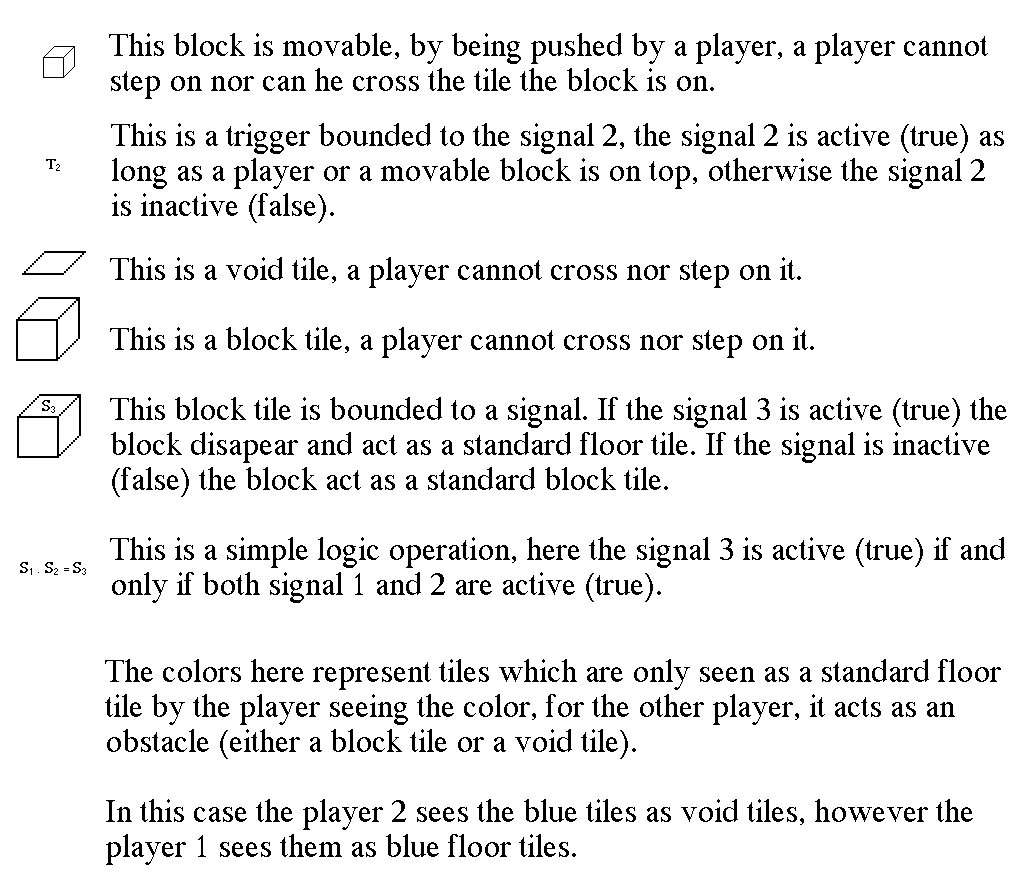 This block is movable, by being pushed by a player, a player cannot
step on nor can he cross the tile the block is on.
T₂
This is a trigger bounded to the signal 2, the signal 2 is active (true) as
long as a player or a movable block is on top, otherwise the signal 2
is inactive (false).
This is a void tile, a player cannot cross nor step on it.
This is a block tile, a player cannot cross nor step on it.
S₃
This block tile is bounded to a signal. If the signal 3 is active (true) the
block disapear and act as a standard floor tile. If the signal is inactive
(false) the block act as a standard block tile.
S₁ . S₂ = S₃
This is a simple logic operation, here the signal 3 is active (true) if and
only if both signal 1 and 2 are active (true).
The colors here represent tiles which are only seen as a standard floor
tile by the player seeing the color, for the other player, it acts as an
obstacle (either a block tile or a void tile).
In this case the player 2 sees the blue tiles as void tiles, however the
player 1 sees them as blue floor tiles.